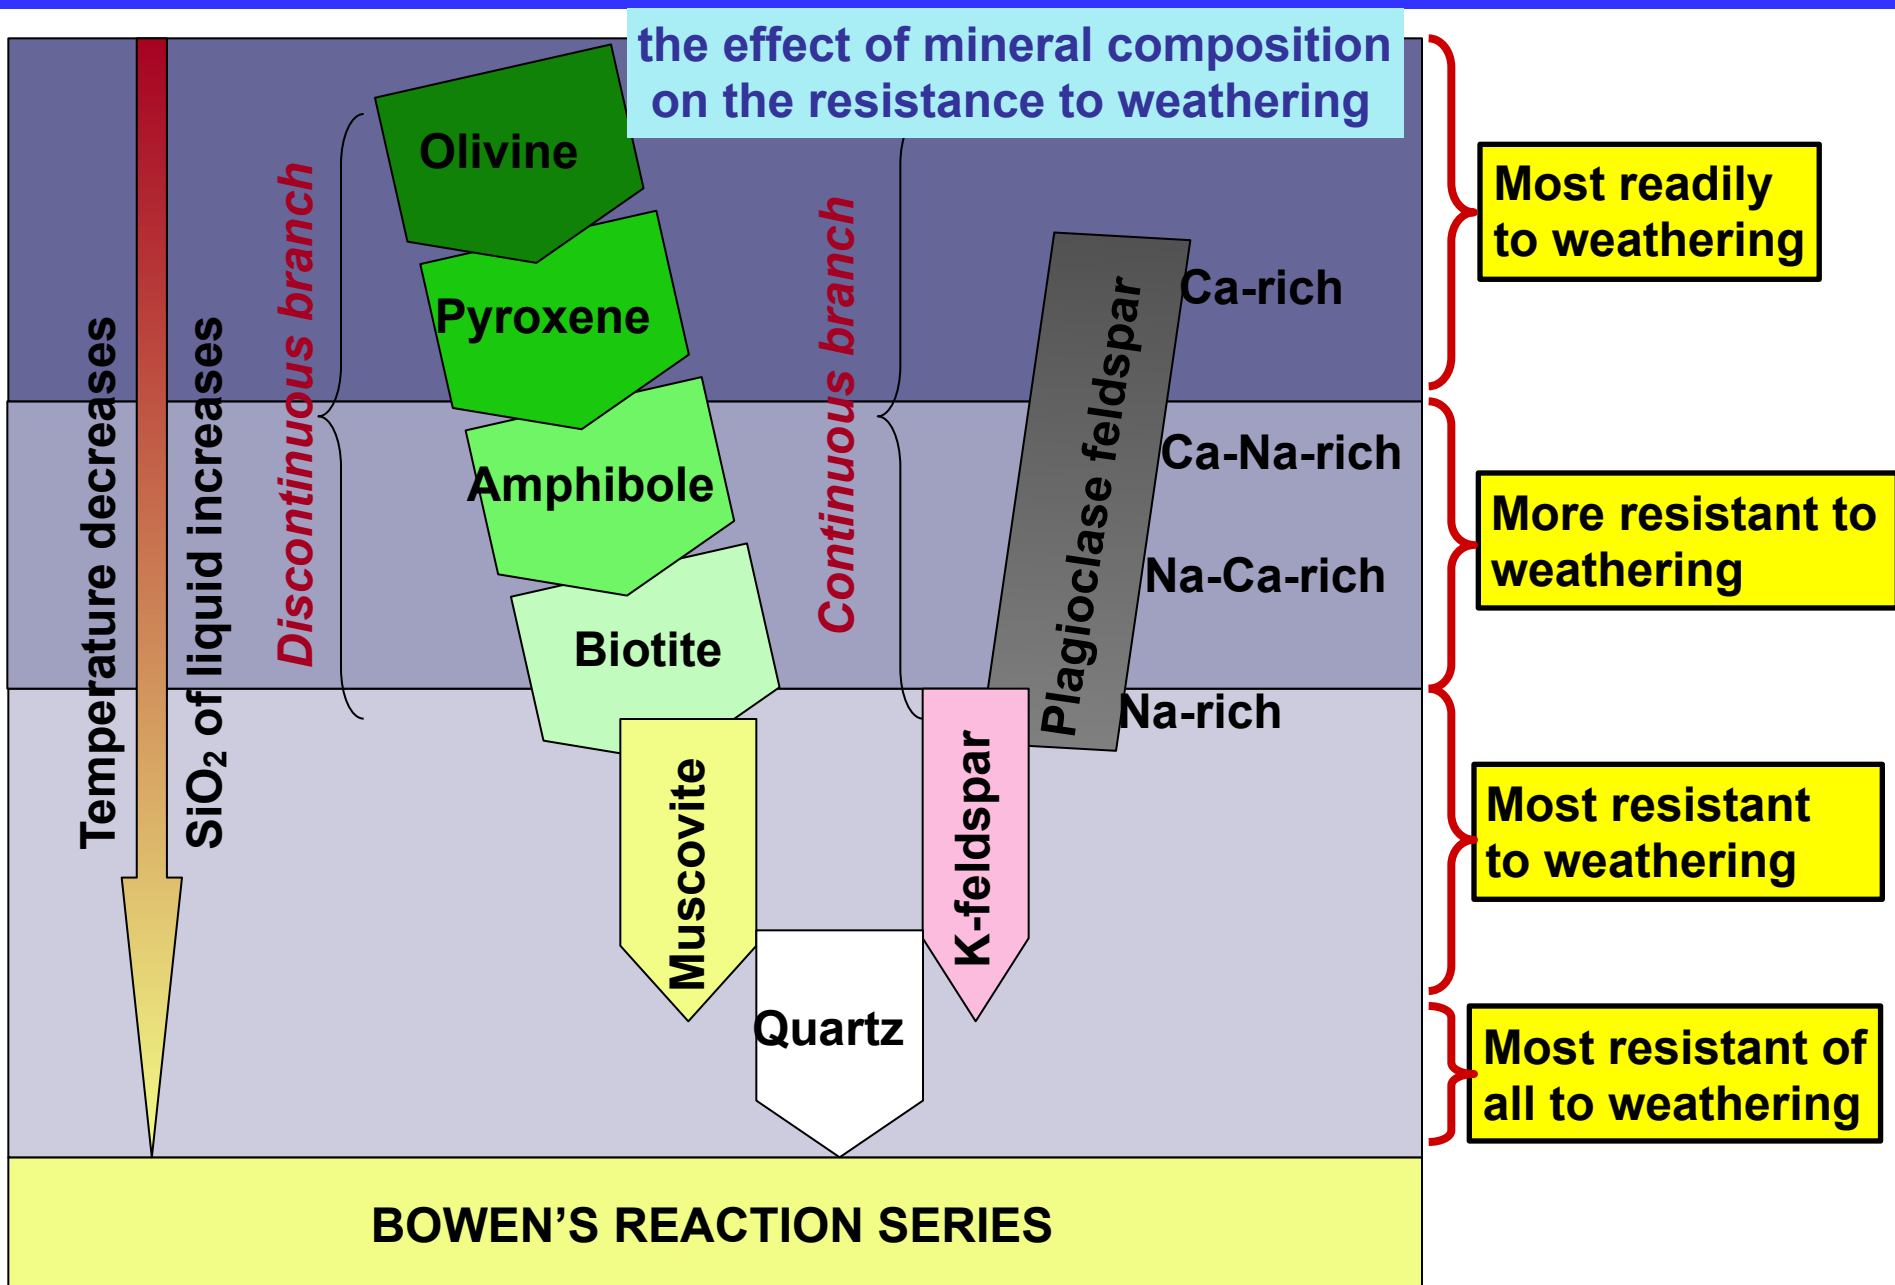 the effect of mineral composition
on the resistance to weathering
Temperature decreases
SiO₂ of liquid increases
Discontinuous branch
Olivine
Pyroxene
Amphibole
Biotite
Muscovite
Quartz
Continuous branch
K-feldspar
Plagioclase feldspar
Ca-rich
Ca-Na-rich
Na-Ca-rich
Na-rich
Most readily
to weathering
More resistant to
weathering
Most resistant
to weathering
Most resistant of
all to weathering
BOWEN'S REACTION SERIES